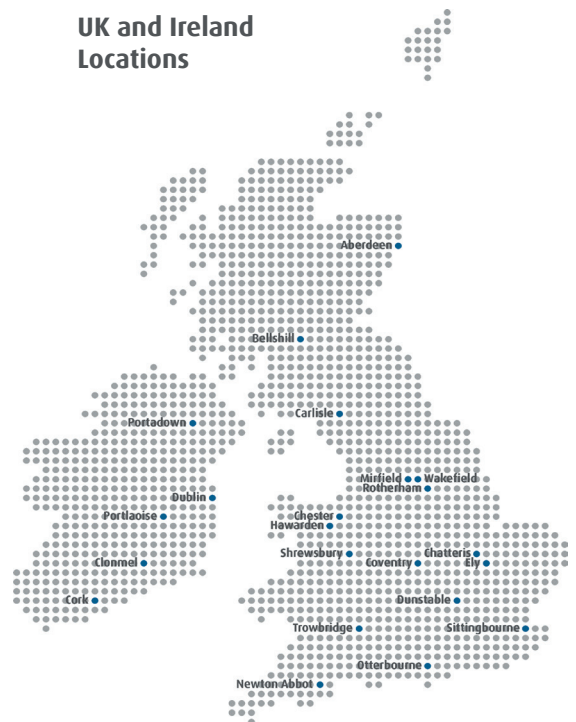 UK and Ireland
Locations
Aberdeen
Bellshill
Carlisle
Portadown
Mirfield Wakefield
Rotherham
Dublin
Portlaoise
Chester
Hawarden
Shrewsbury
Chatteris
Clonmel
Coventry
Ely
Cork
Dunstable
Trowbridge
Sittingbourne
Otterbourne
Newton Abbot